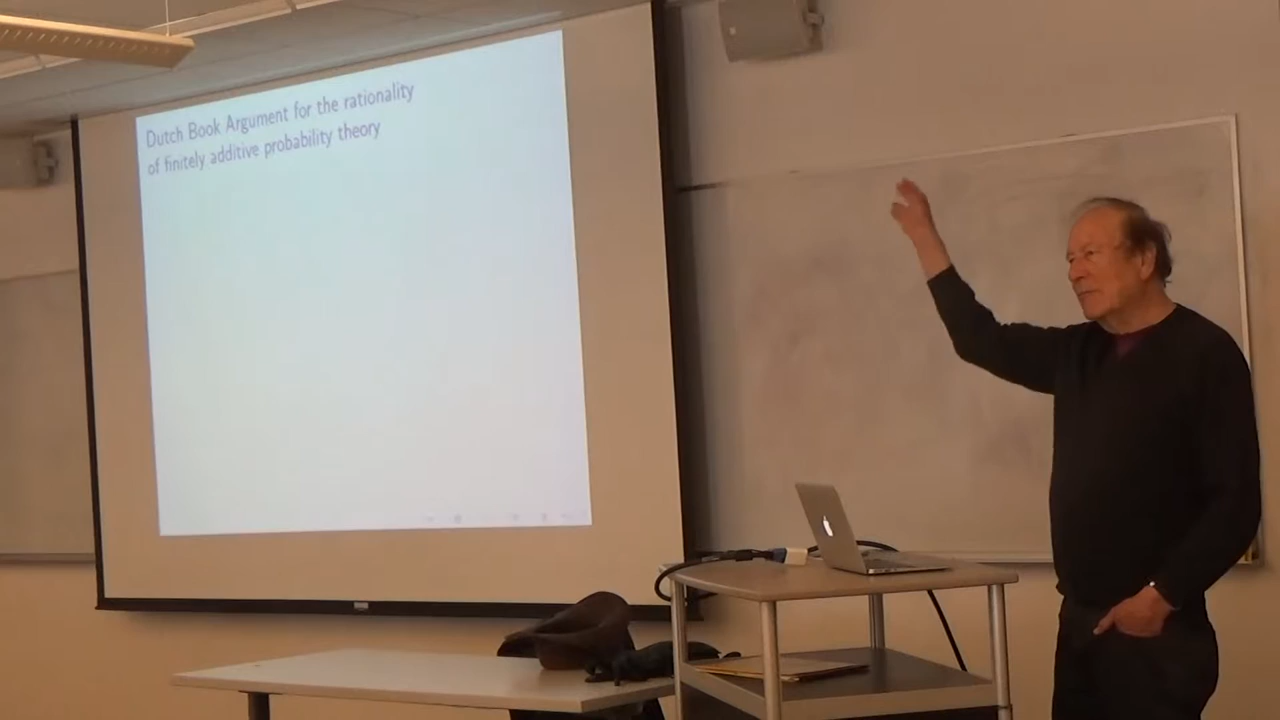 Dutch Book Argument for the rationality
of finitely additive probability theory